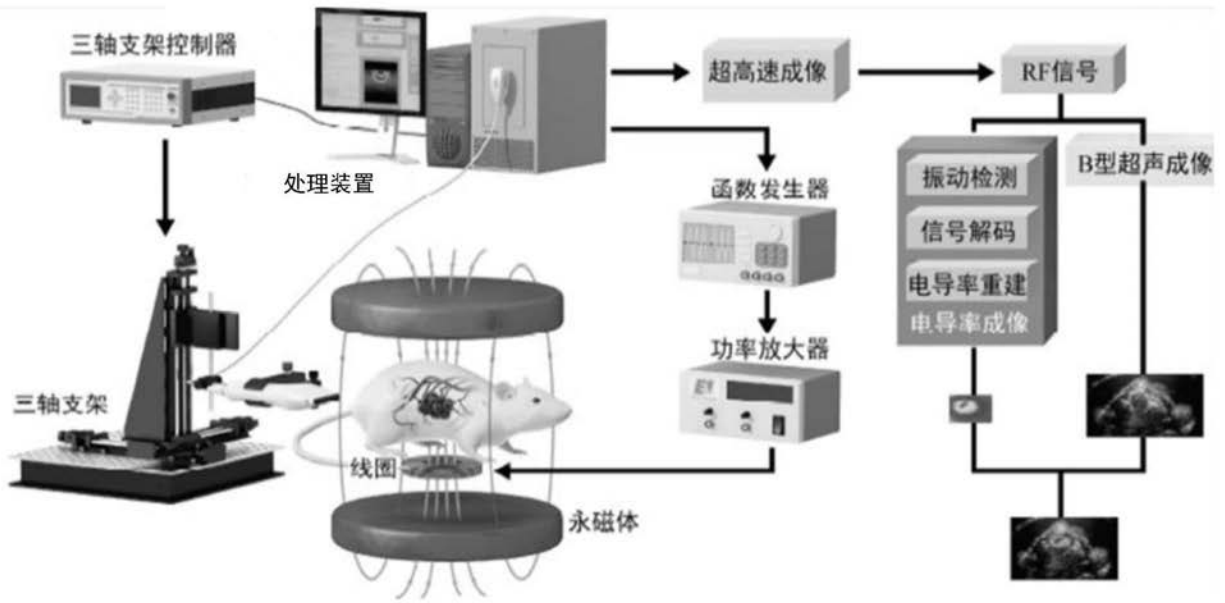 三轴支架控制器
超高速成像
RF信号
处理装置
函数发生器
振动检测
B型超声成像
信号解码
电导率重建
电导率成像
功率放大器
三轴支架
线圈
永磁体